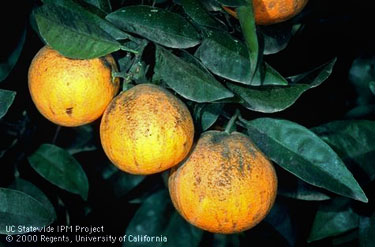 UC Statewide IPM Project
© 2000 Regents, University of California